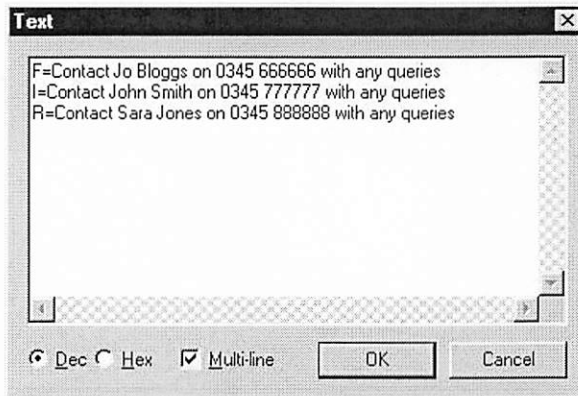 Text
F=Contact Jo Bloggs on 0345 666666 with any queries
I=Contact John Smith on 0345 777777 with any queries
R=Contact Sara Jones on 0345 888888 with any queries
Dec Hex Multi-line OK Cancel